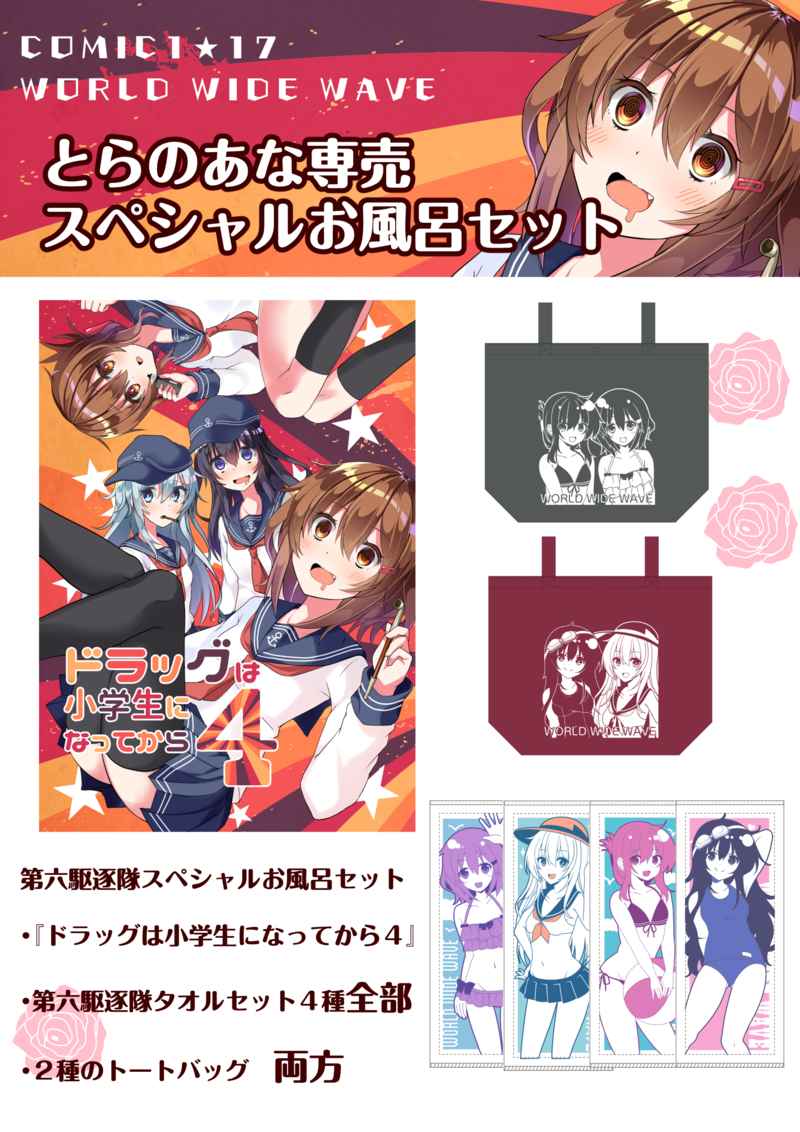 COMIC1★17
WORLD WIDE WAVE
とらのあな専売
スペシャルお風呂セット
ドラッグは
小学生に
なってから
4
WORLD WIDE WAVE
WORLD WIDE WAVE
WORLD WIDE WAVE
第六駆逐隊スペシャルお風呂セット
・『ドラッグは小学生になってから４』
・第六駆逐隊タオルセット４種全部
・２種のトートバッグ　両方